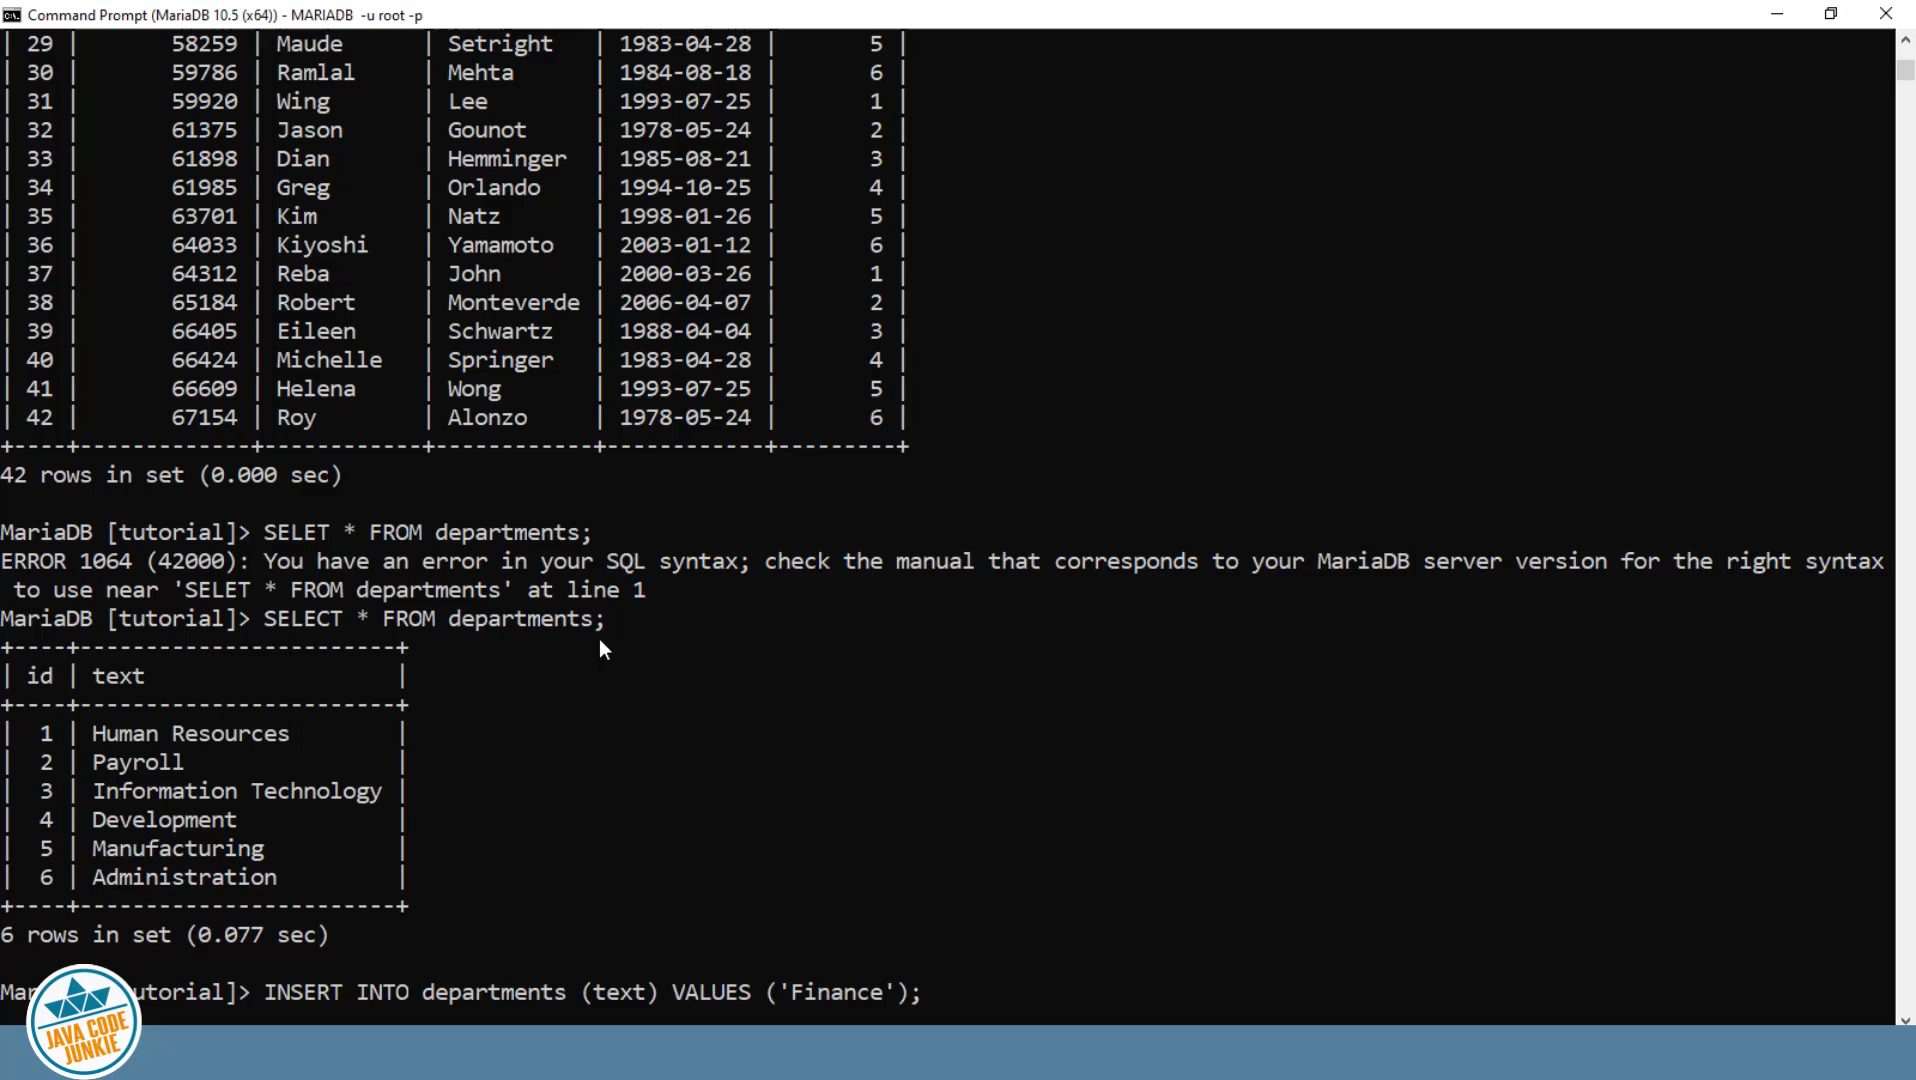 Command Prompt (MariaDB 10.5 (x64)) - MARIADB -u root -p
| 29 | 58259 | Maude | Setright | 1983-04-28 | 5 |
| 30 | 59786 | Ramlal | Mehta | 1984-08-18 | 6 |
| 31 | 59920 | Wing | Lee | 1993-07-25 | 1 |
| 32 | 61375 | Jason | Gounot | 1978-05-24 | 2 |
| 33 | 61898 | Dian | Hemminger | 1985-08-21 | 3 |
| 34 | 61985 | Greg | Orlando | 1994-10-25 | 4 |
| 35 | 63701 | Kim | Natz | 1998-01-26 | 5 |
| 36 | 64033 | Kiyoshi | Yamamoto | 2003-01-12 | 6 |
| 37 | 64312 | Reba | John | 2000-03-26 | 1 |
| 38 | 65184 | Robert | Monteverde | 2006-04-07 | 2 |
| 39 | 66405 | Eileen | Schwartz | 1988-04-04 | 3 |
| 40 | 66424 | Michelle | Springer | 1983-04-28 | 4 |
| 41 | 66609 | Helena | Wong | 1993-07-25 | 5 |
| 42 | 67154 | Roy | Alonzo | 1978-05-24 | 6 |
+----+-------------+------------+------------+------------+---------+
42 rows in set (0.000 sec)
MariaDB [tutorial]> SELET * FROM departments;
ERROR 1064 (42000): You have an error in your SQL syntax; check the manual that corresponds to your MariaDB server version for the right syntax
to use near 'SELET * FROM departments' at line 1
MariaDB [tutorial]> SELECT * FROM departments;
+----+------------------------+
| id | text |
+----+------------------------+
| 1 | Human Resources |
| 2 | Payroll |
| 3 | Information Technology |
| 4 | Development |
| 5 | Manufacturing |
| 6 | Administration |
+----+------------------------+
6 rows in set (0.077 sec)
Ma utorial]> INSERT INTO departments (text) VALUES ('Finance');
JAVA CODE
JUNKIE